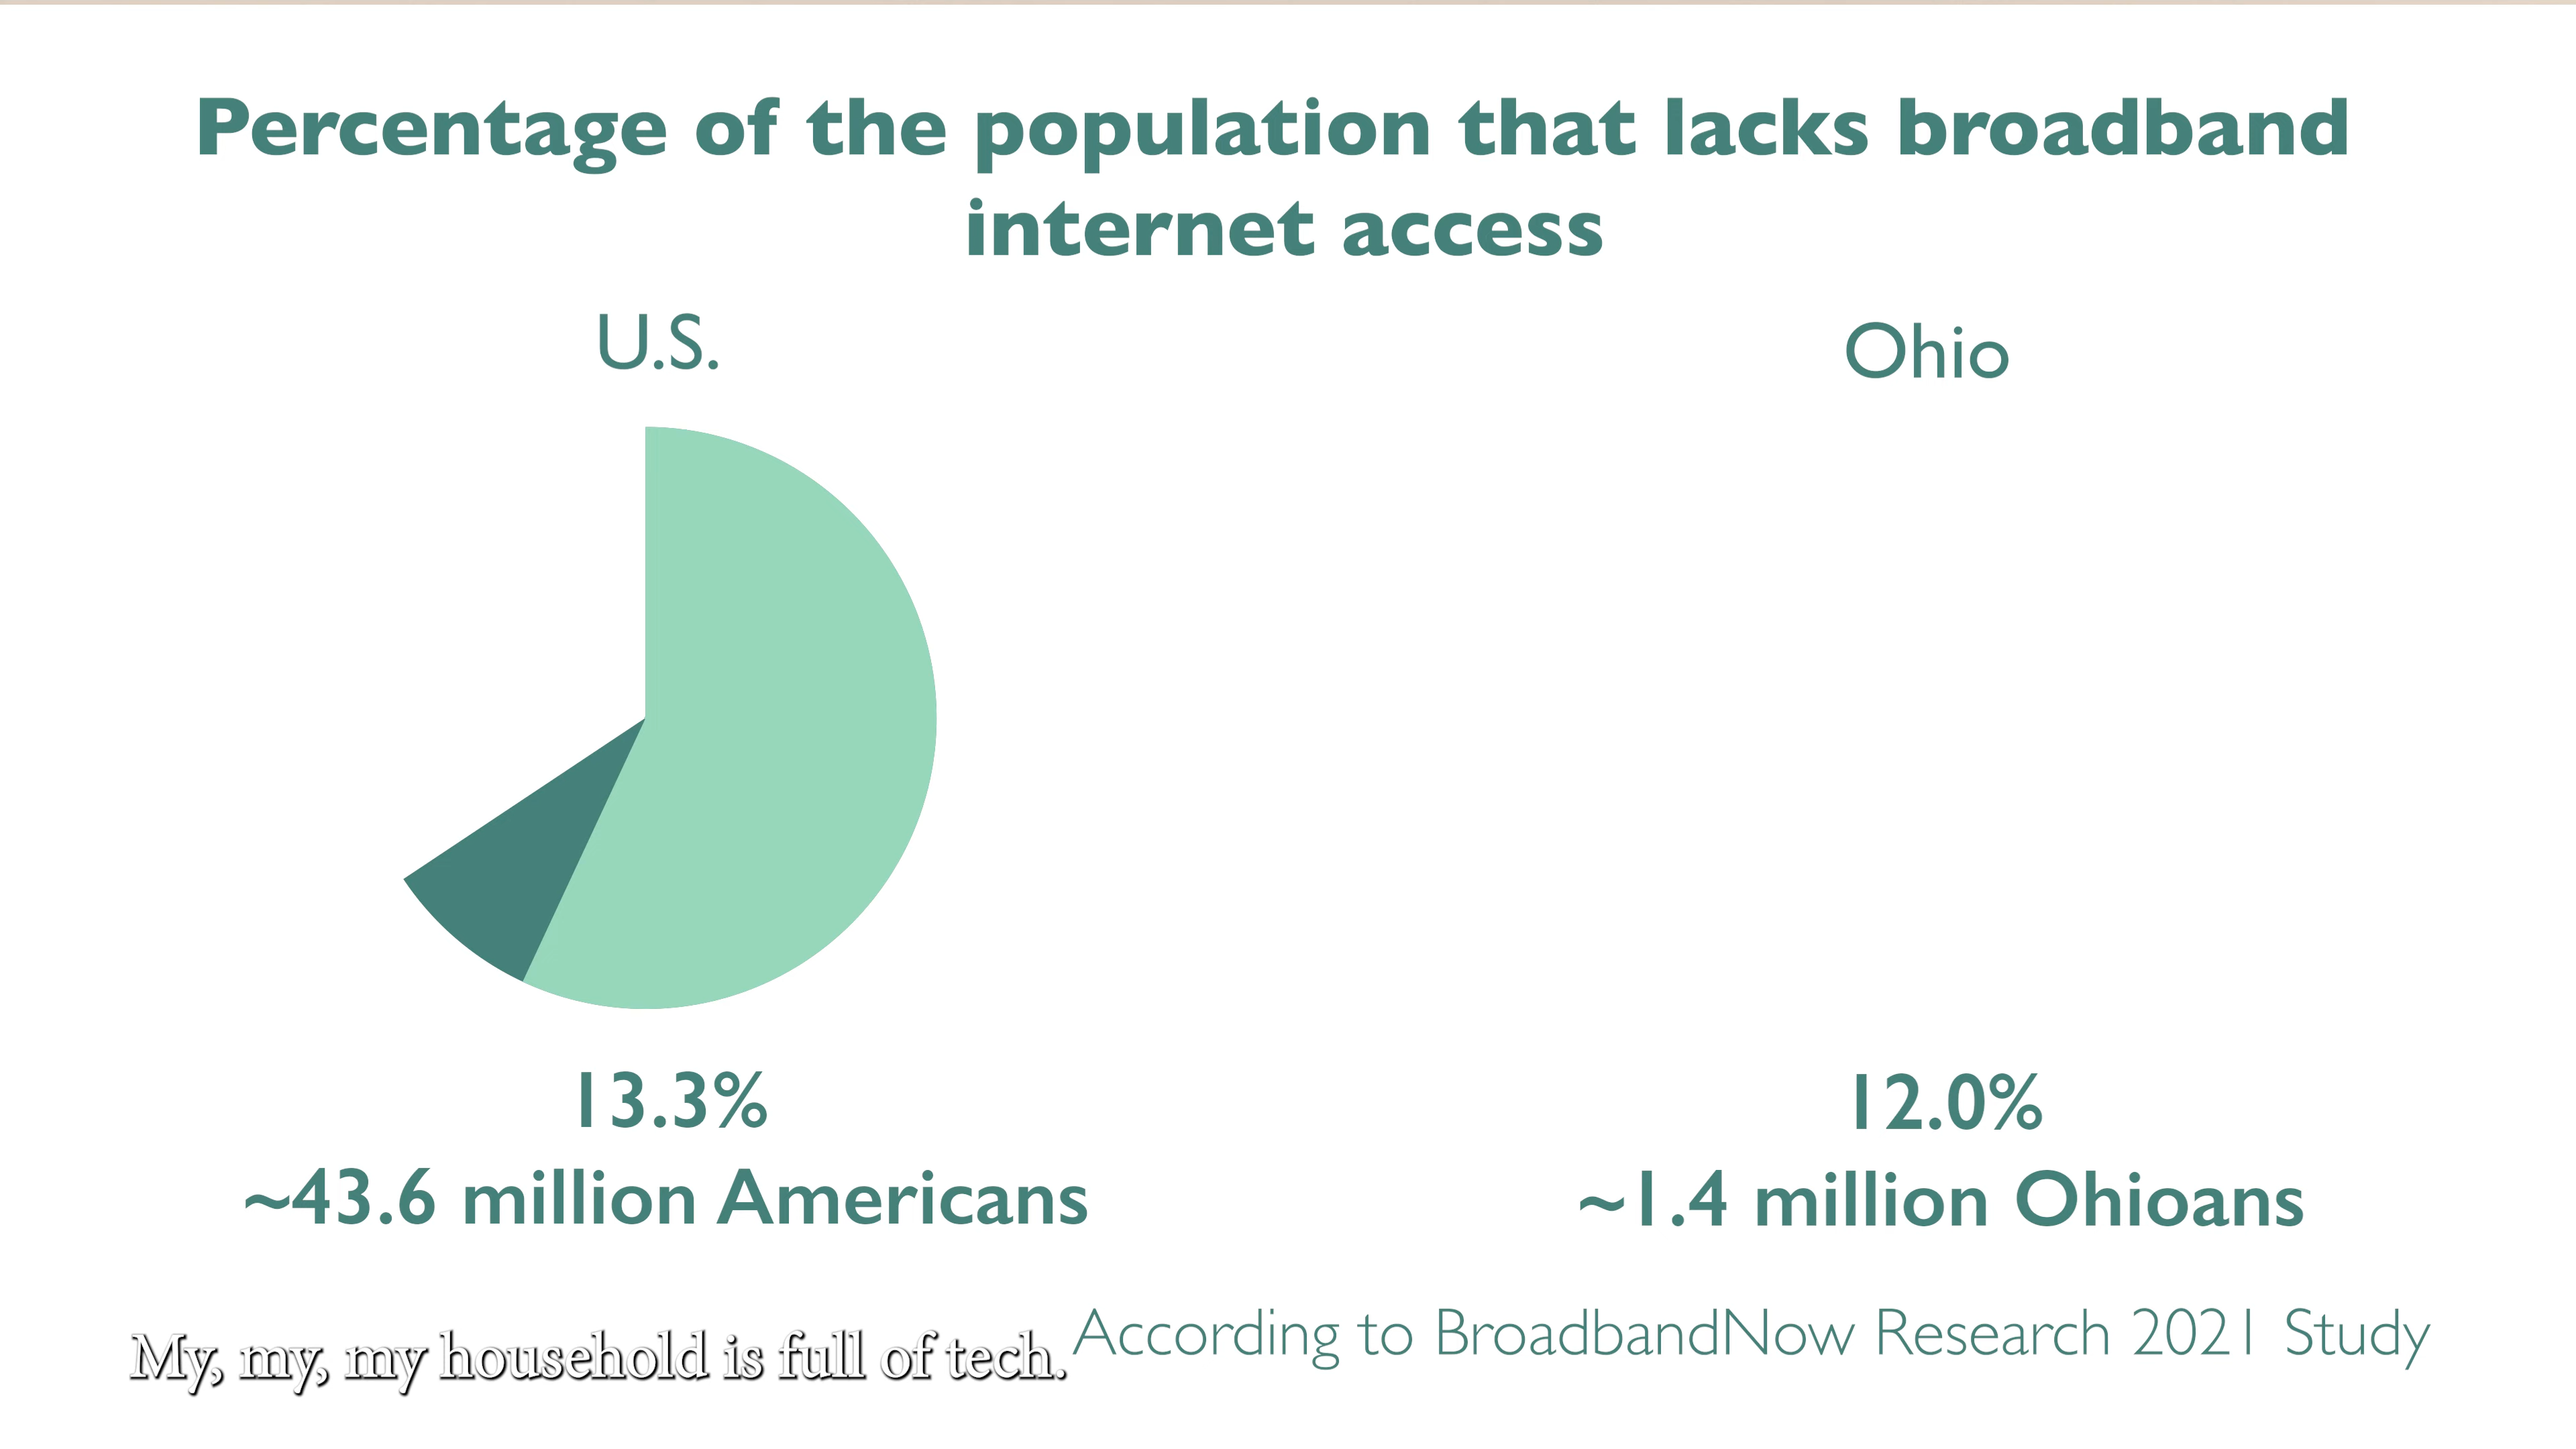 Percentage of the population that lacks broadband
internet access
U.S.
Ohio
13.3%
~43.6 million Americans
12.0%
~1.4 million Ohioans
According to BroadbandNow Research 2021 Study
My, my, my household is full of tech.